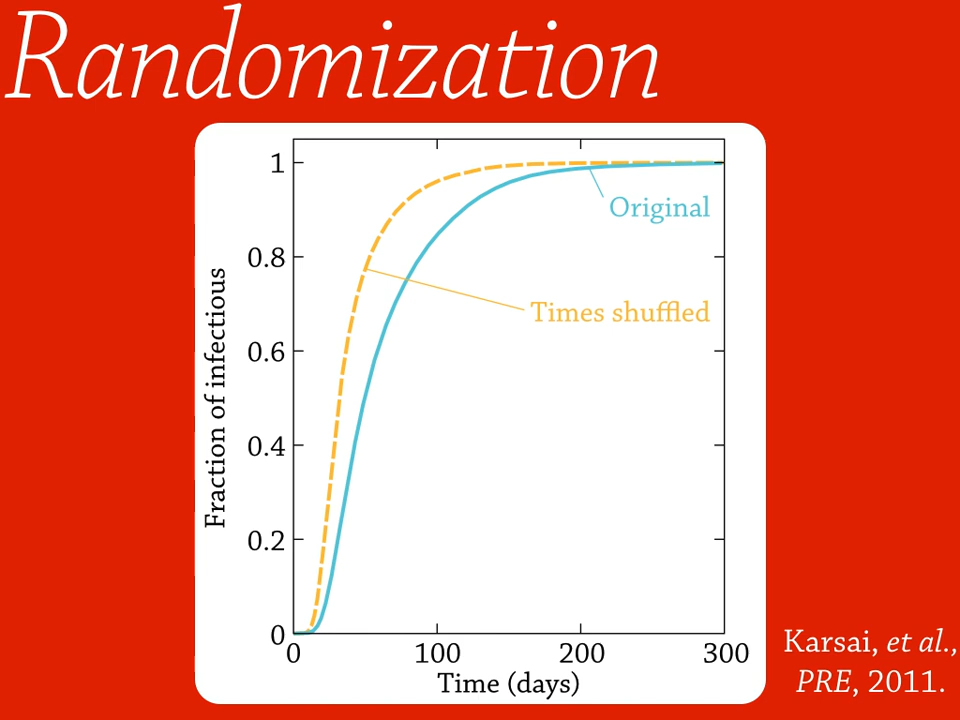 Randomization
1
0.8
0.6
0.4
0.2
0
0 100 200 300
Time (days)
Fraction of infectious
Original
Times shuffled
Karsai, et al.,
PRE, 2011.